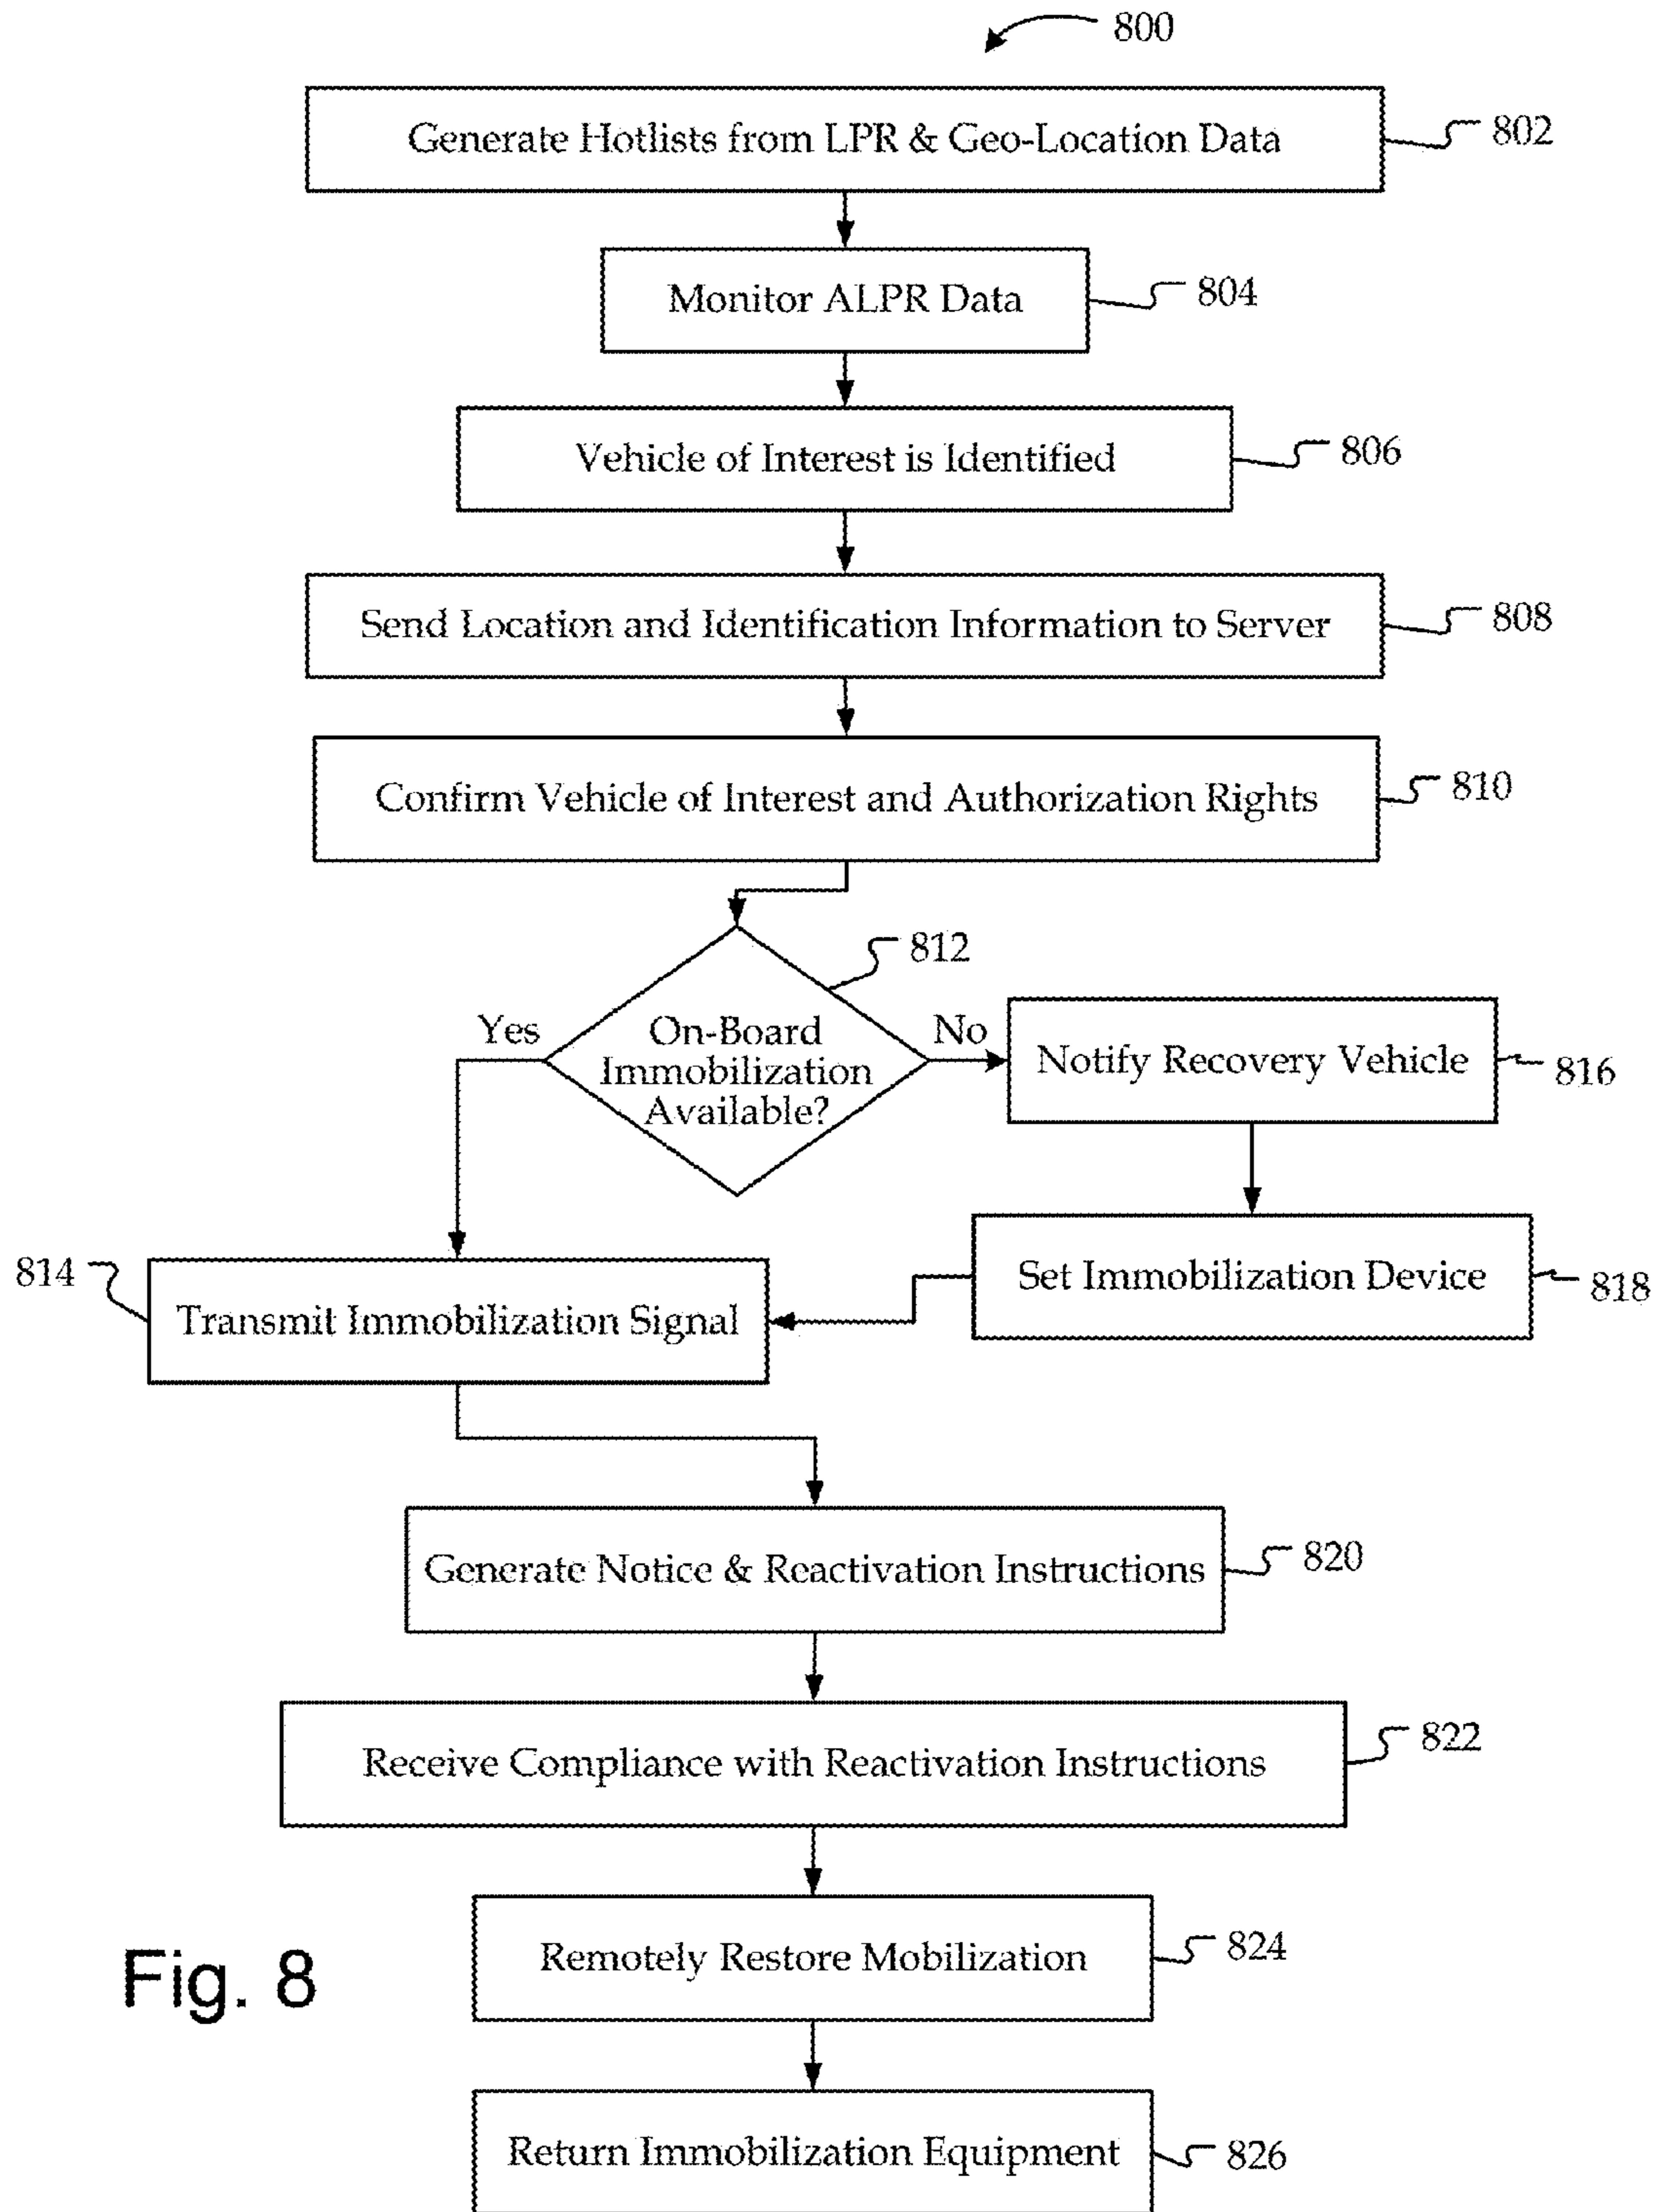 800
Generate Hotlists from LPR & Geo-Location Data
802
Monitor ALPR Data
804
Vehicle of Interest is Identified
806
Send Location and Identification Information to Server
808
Confirm Vehicle of Interest and Authorization Rights
810
812
Yes
On-Board
Immobilization
Available?
No
Notify Recovery Vehicle
816
814
Transmit Immobilization Signal
Set Immobilization Device
818
Generate Notice & Reactivation Instructions
820
Receive Compliance with Reactivation Instructions
822
Remotely Restore Mobilization
824
Fig. 8
Return Immobilization Equipment
826